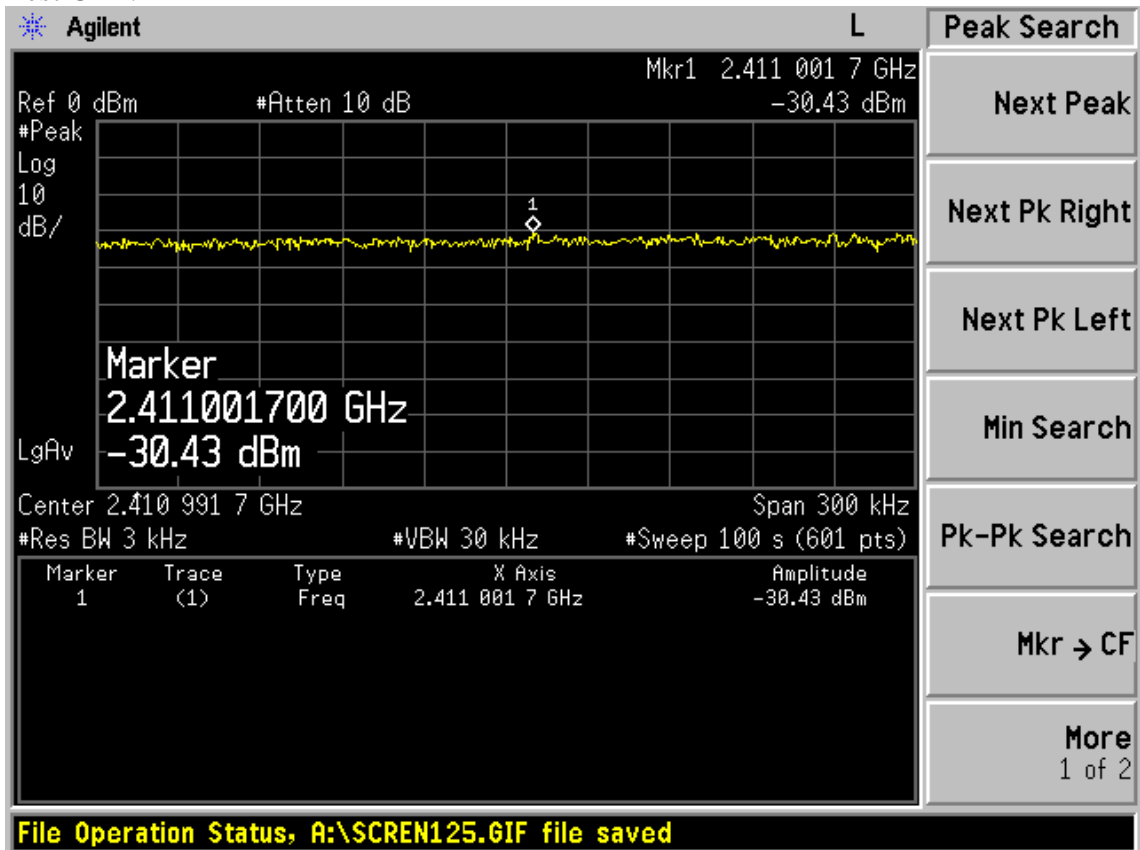 Agilent L Peak Search
Mkr1 2.411 001 7 GHz
Ref 0 dBm #Atten 10 dB -30.43 dBm
#Peak
Log
10
dB/
1
Marker
2.411001700 GHz
-30.43 dBm
LgAv
Center 2.410 991 7 GHz Span 300 kHz
#Res BW 3 kHz #VBW 30 kHz #Sweep 100 s (601 pts)
Marker Trace Type X Axis Amplitude
1 (1) Freq 2.411 001 7 GHz -30.43 dBm
Next Peak
Next Pk Right
Next Pk Left
Min Search
Pk-Pk Search
Mkr → CF
More
1 of 2
File Operation Status, A:\SCREN125.GIF file saved